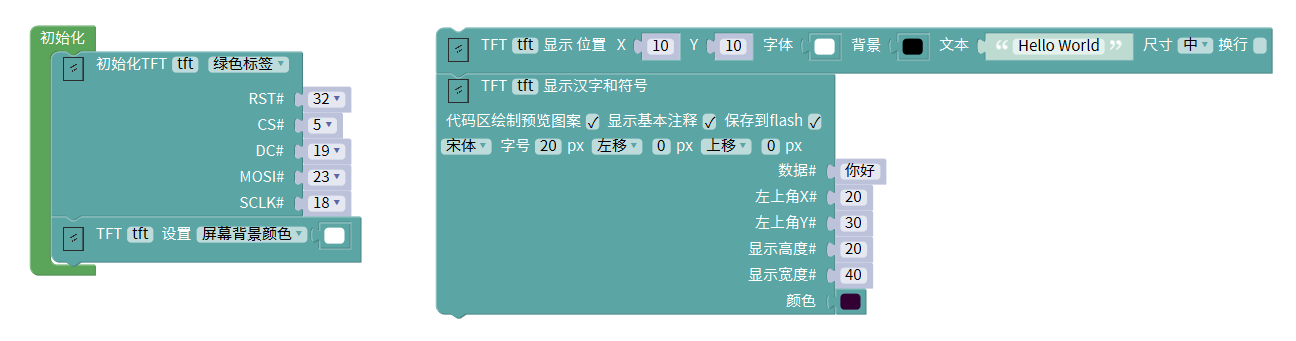 初始化
初始化TFT tft 绿色标签
RST# 32
CS# 5
DC# 19
MOSI# 23
SCLK# 18
TFT tft 设置 屏幕背景颜色
TFT tft 显示 位置 X 10 Y 10 字体 背景 文本 “ Hello World ” 尺寸 中 换行
TFT tft 显示汉字和符号
代码区绘制预览图案 显示基本注释 保存到flash
宋体 字号 20 px 左移 0 px 上移 0 px
数据# 你好
左上角X# 20
左上角Y# 30
显示高度# 20
显示宽度# 40
颜色